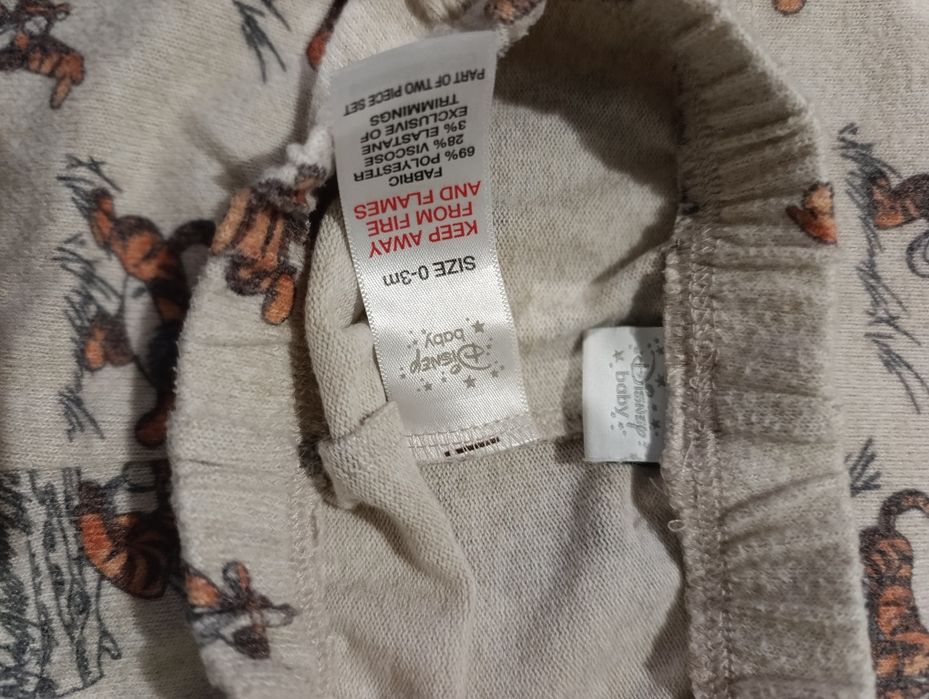 Disney
baby
SIZE 0-3m
KEEP AWAY
FROM FIRE
AND FLAMES
FABRIC
69% POLYESTER
28% VISCOSE
3% ELASTANE
EXCLUSIVE OF
TRIMMINGS
PART OF TWO PIECE SET
Disney
baby